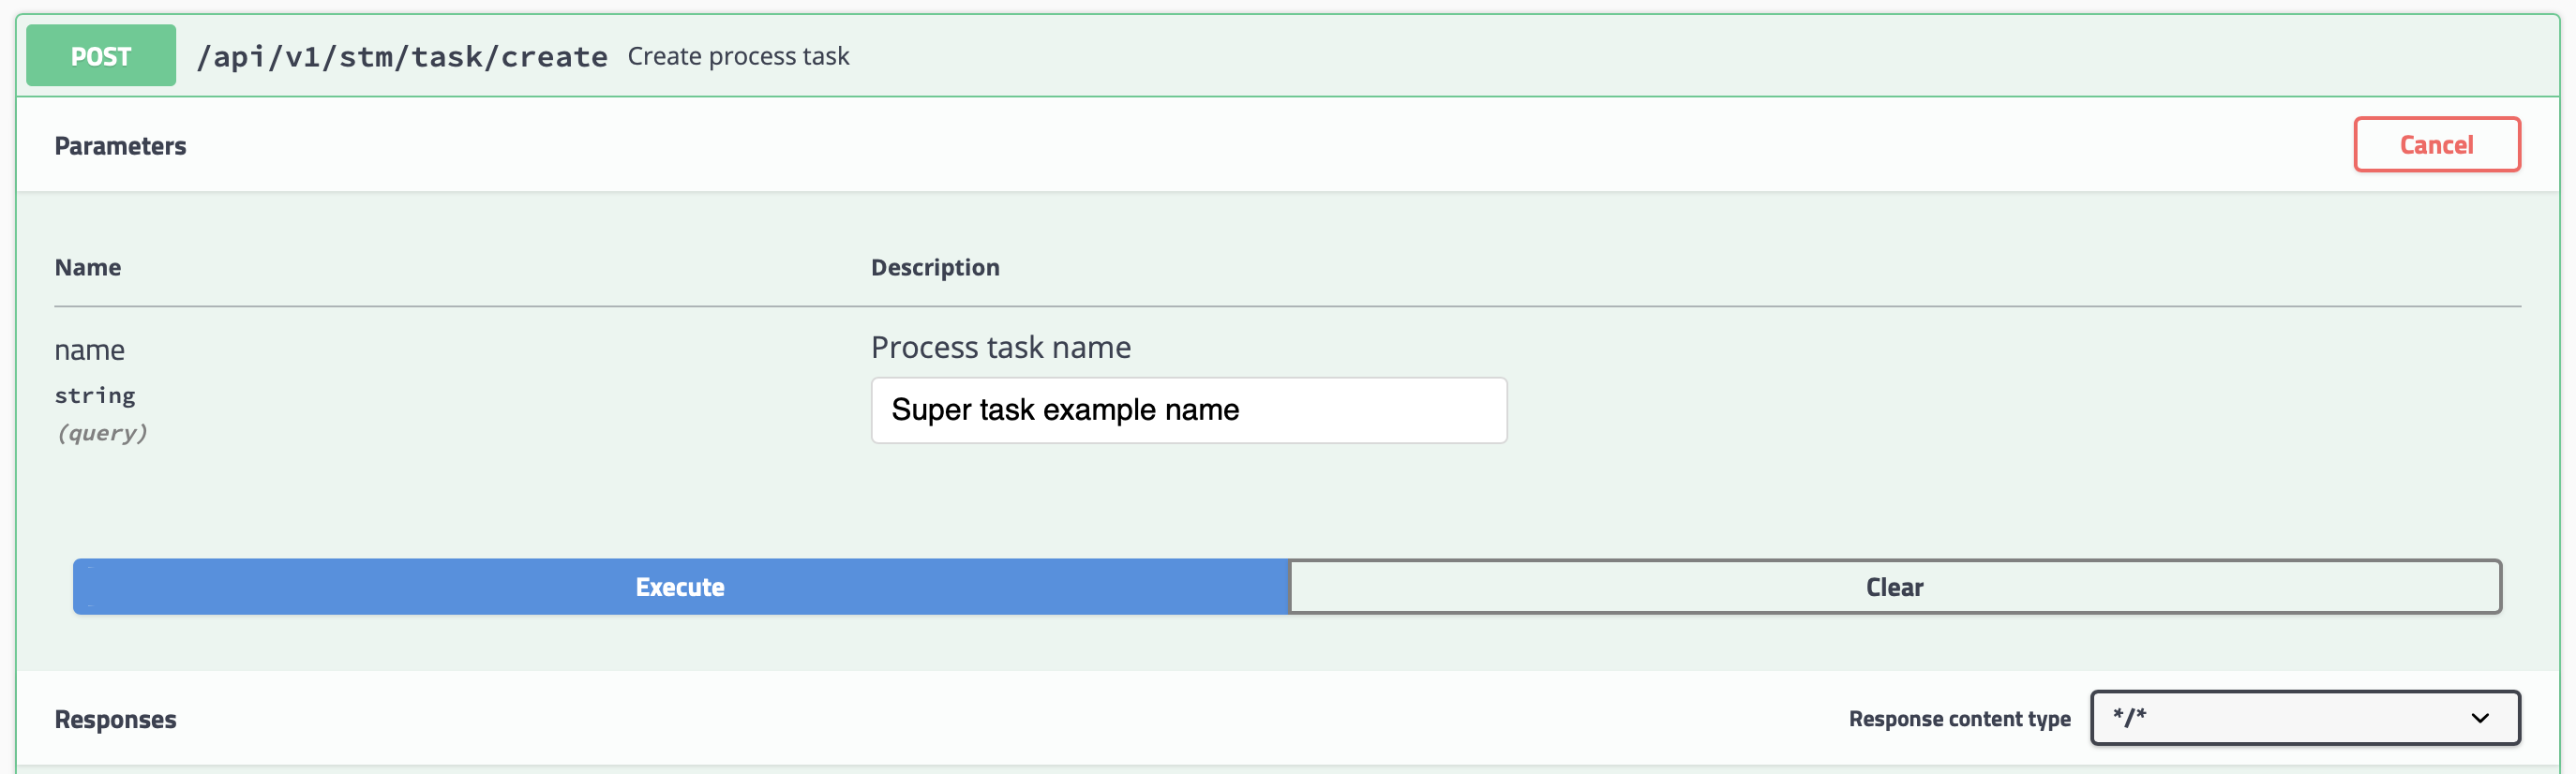 POST /api/v1/stm/task/create Create process task
Parameters Cancel
Name Description
name Process task name
string Super task example name
(query)
Execute Clear
Responses Response content type */*